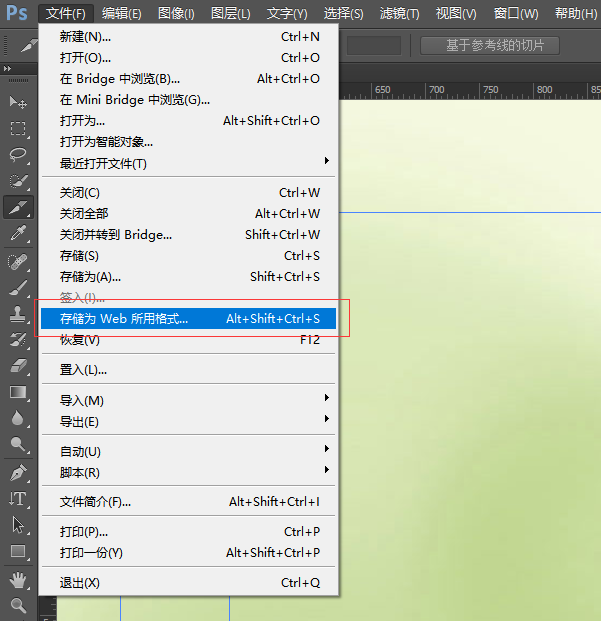 Ps 文件(F) 编辑(E) 图像(I) 图层(L) 文字(Y) 选择(S) 滤镜(T) 视图(V) 窗口(W) 帮助(H)
基于参考线的切片
650 700 750 800
新建(N)... Ctrl+N
打开(O)... Ctrl+O
在 Bridge 中浏览(B)... Alt+Ctrl+O
在 Mini Bridge 中浏览(G)...
打开为... Alt+Shift+Ctrl+O
打开为智能对象...
最近打开文件(T)
关闭(C) Ctrl+W
关闭全部 Alt+Ctrl+W
关闭并转到 Bridge... Shift+Ctrl+W
存储(S) Ctrl+S
存储为(A)... Shift+Ctrl+S
签入(I)...
存储为 Web 所用格式... Alt+Shift+Ctrl+S
恢复(V) F12
置入(L)...
导入(M)
导出(E)
自动(U)
脚本(R)
文件简介(F)... Alt+Shift+Ctrl+I
打印(P)... Ctrl+P
打印一份(Y) Alt+Shift+Ctrl+P
退出(X) Ctrl+Q